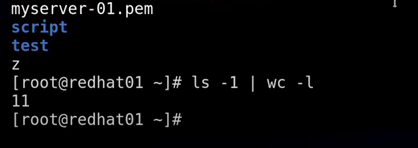 myserver-01.pem
script
test
z
[root@redhat01 ~]# ls -1 | wc -l
11
[root@redhat01 ~]#